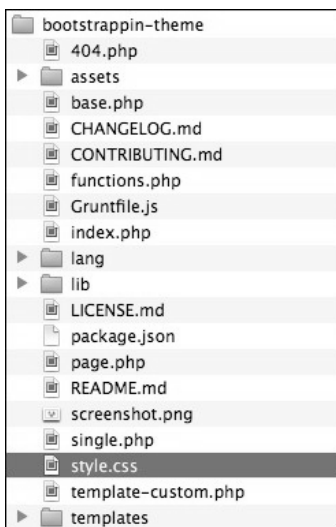 bootstrappin-theme
404.php
assets
base.php
CHANGELOG.md
CONTRIBUTING.md
functions.php
Gruntfile.js
index.php
lang
lib
LICENSE.md
package.json
page.php
README.md
screenshot.png
single.php
style.css
template-custom.php
templates